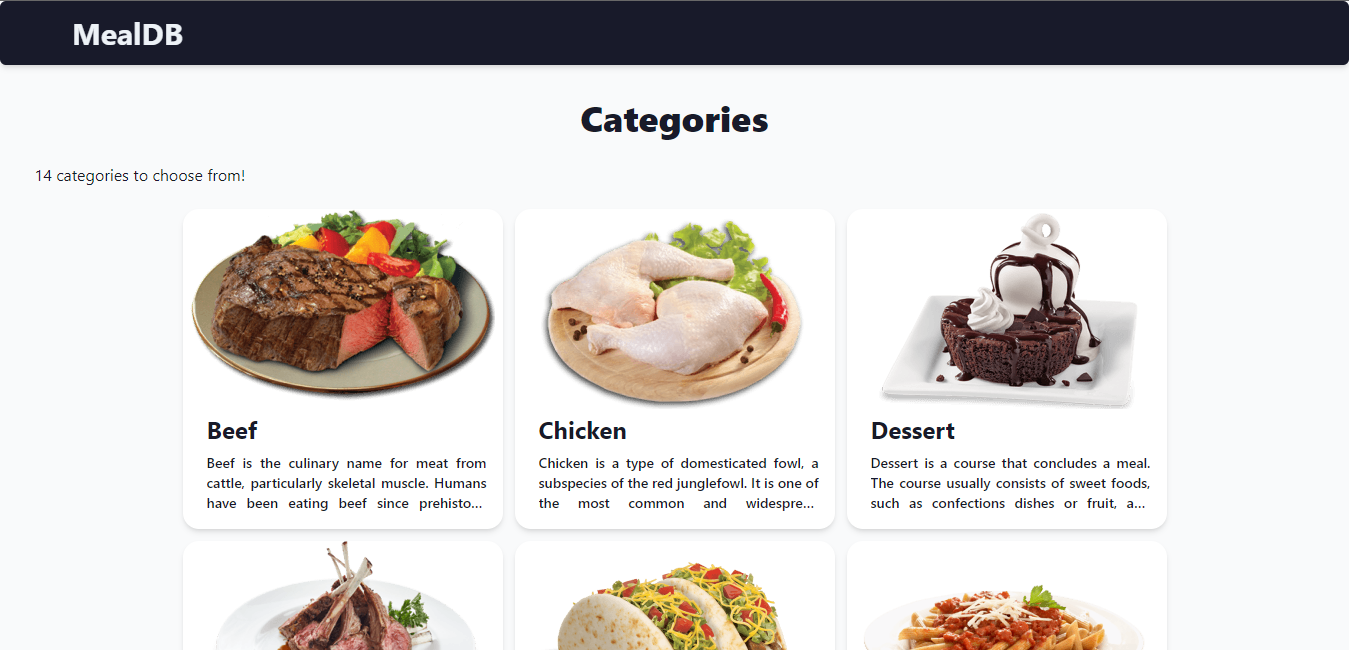 MealDB
Categories
14 categories to choose from!
Beef
Beef is the culinary name for meat from
cattle, particularly skeletal muscle. Humans
have been eating beef since prehisto...
Chicken
Chicken is a type of domesticated fowl, a
subspecies of the red junglefowl. It is one of
the most common and widespre...
Dessert
Dessert is a course that concludes a meal.
The course usually consists of sweet foods,
such as confections dishes or fruit, a...